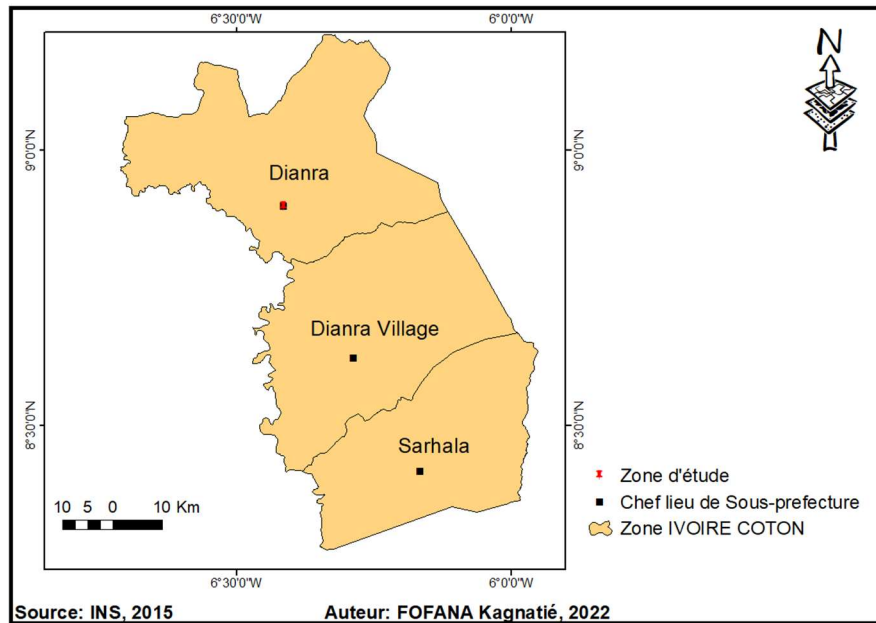 6°30'0"W 6°0'0"W
N
9°0'0"N 9°0'0"N
Dianra
Dianra Village
8°30'0"N 8°30'0"N
Sarhala
Zone d'étude
Chef lieu de Sous-prefecture
Zone IVOIRE COTON
10 5 0 10 Km
6°30'0"W 6°0'0"W
Source: INS, 2015 Auteur: FOFANA Kagnatié, 2022